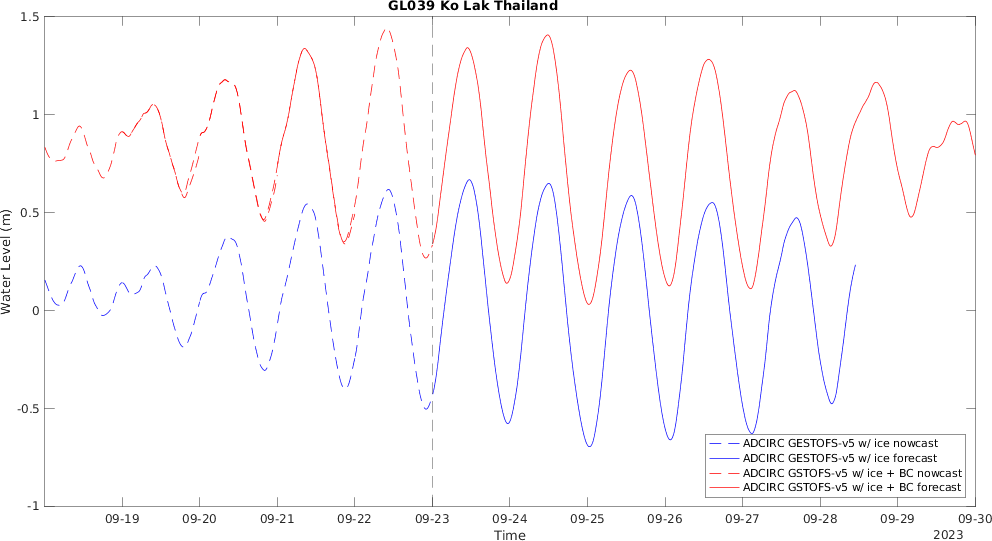 GL039 Ko Lak Thailand
1.5
1
0.5
0
-0.5
-1
Water Level (m)
09-19 09-20 09-21 09-22 09-23 09-24 09-25 09-26 09-27 09-28 09-29 09-30
Time
2023
ADCIRC GESTOFS-v5 w/ ice nowcast
ADCIRC GESTOFS-v5 w/ ice forecast
ADCIRC GSTOFS-v5 w/ ice + BC nowcast
ADCIRC GSTOFS-v5 w/ ice + BC forecast